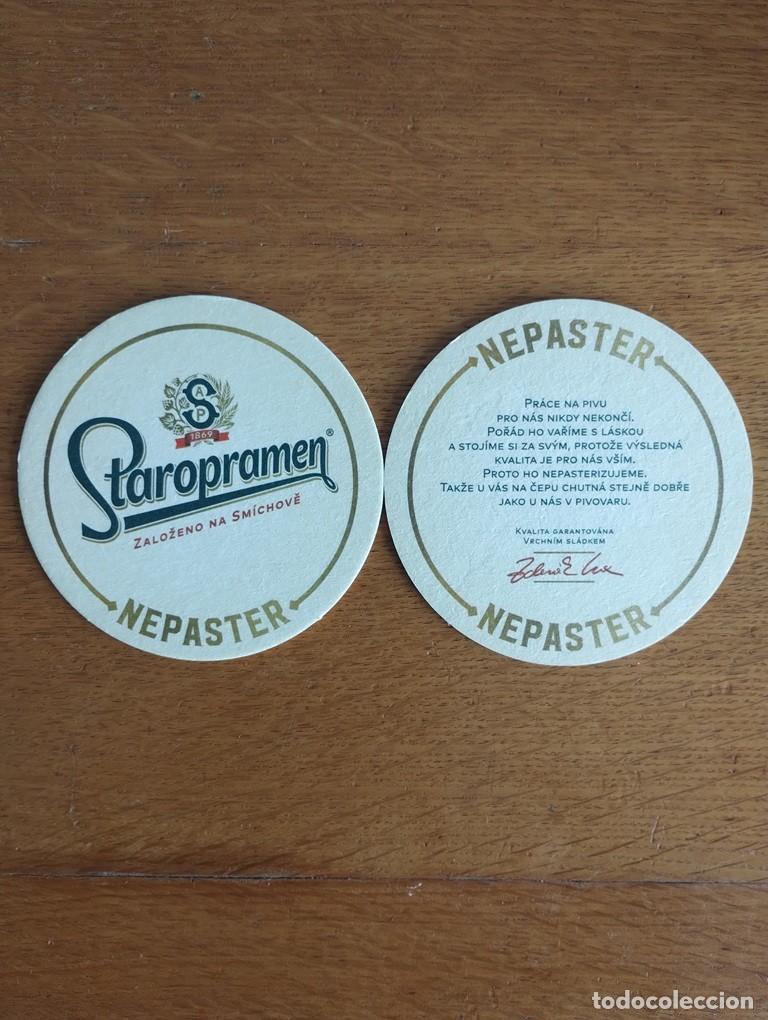 A
S
P
1869
Staropramen®
ZALOŽENO NA SMÍCHOVĚ
NEPASTER
NEPASTER
PRÁCE NA PIVU
PRO NÁS NIKDY NEKONČÍ.
POŘÁD HO VAŘÍME S LÁSKOU
A STOJÍME SI ZA SVÝM, PROTOŽE VÝSLEDNÁ
KVALITA JE PRO NÁS VŠÍM.
PROTO HO NEPASTERIZUJEME.
TAKŽE U VÁS NA ČEPU CHUTNÁ STEJNĚ DOBŘE
JAKO U NÁS V PIVOVARU.
KVALITA GARANTOVÁNA
VRCHNÍM SLÁDKEM
NEPASTER
todocoleccion